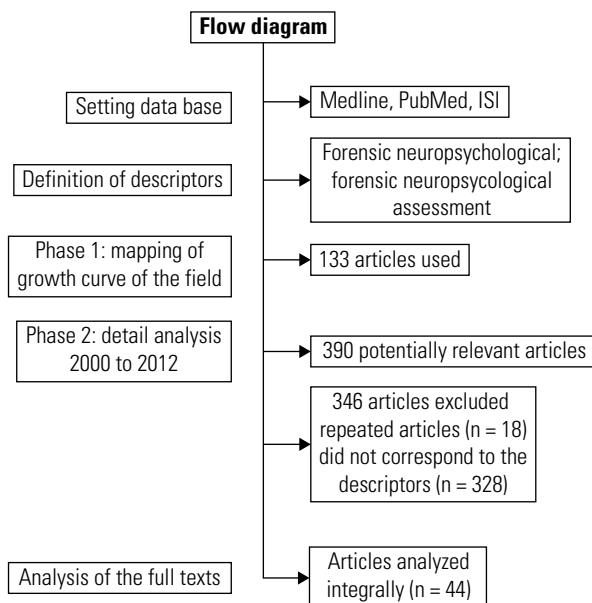 Flow diagram
Setting data base
Medline, PubMed, ISI
Definition of descriptors
Forensic neuropsychological;
forensic neuropsycological
assessment
Phase 1: mapping of
growth curve of the field
133 articles used
Phase 2: detail analysis
2000 to 2012
390 potentially relevant articles
346 articles excluded
repeated articles (n = 18)
did not correspond to the
descriptors (n = 328)
Analysis of the full texts
Articles analyzed
integrally (n = 44)